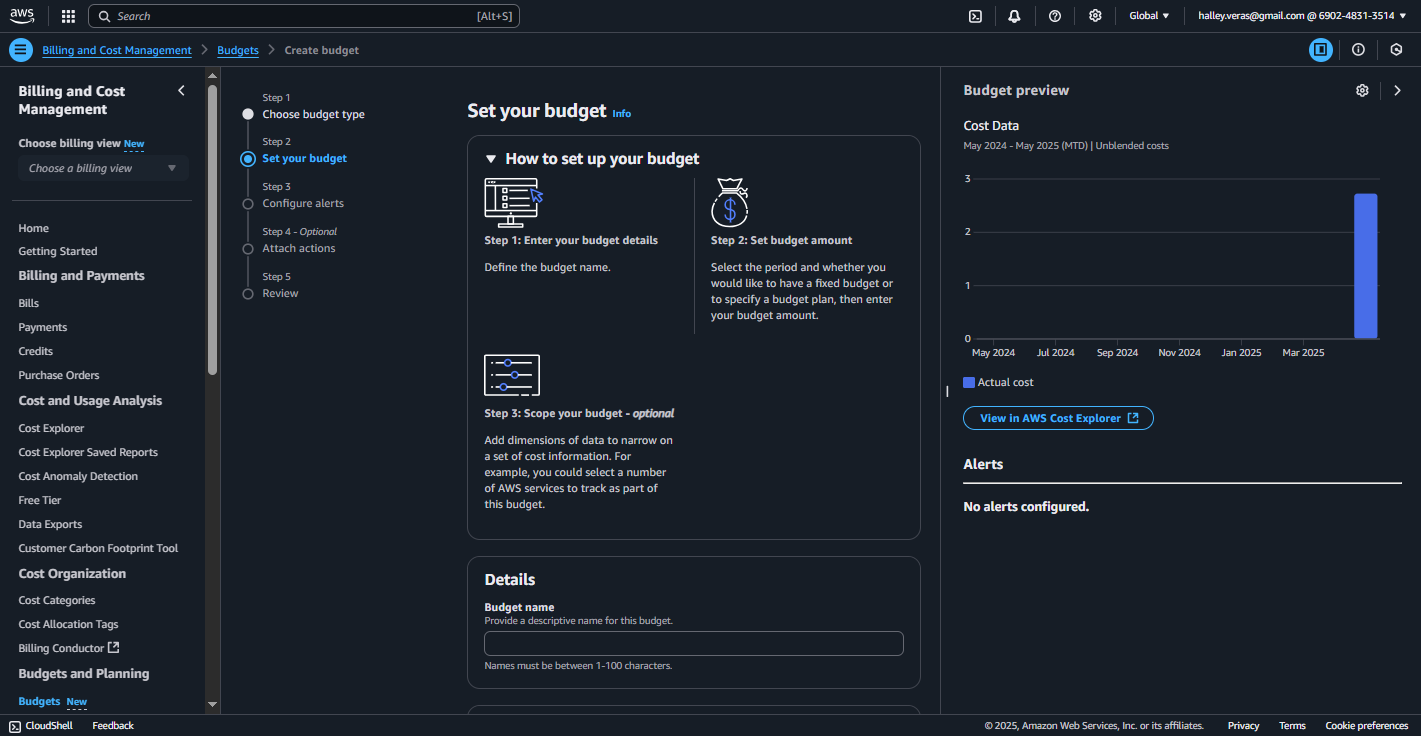 aws
Search
[Alt+S]
Global
halley.veras@gmail.com @ 6902-4831-3514
Billing and Cost Management
Budgets
Create budget
Billing and Cost
Management
Choose billing view New
Choose a billing view
Home
Getting Started
Billing and Payments
Bills
Payments
Credits
Purchase Orders
Cost and Usage Analysis
Cost Explorer
Cost Explorer Saved Reports
Cost Anomaly Detection
Free Tier
Data Exports
Customer Carbon Footprint Tool
Cost Organization
Cost Categories
Cost Allocation Tags
Billing Conductor
Budgets and Planning
Budgets New
Step 1
Choose budget type
Step 2
Set your budget
Step 3
Configure alerts
Step 4 - Optional
Attach actions
Step 5
Review
Set your budget Info
How to set up your budget
Step 1: Enter your budget details
Define the budget name.
Step 2: Set budget amount
Select the period and whether you
would like to have a fixed budget or
to specify a budget plan, then enter
your budget amount.
Step 3: Scope your budget - optional
Add dimensions of data to narrow on
a set of cost information. For
example, you could select a number
of AWS services to track as part of
this budget.
Details
Budget name
Provide a descriptive name for this budget.
Names must be between 1-100 characters.
Budget preview
Cost Data
May 2024 - May 2025 (MTD) | Unblended costs
3
2
1
0
May 2024 Jul 2024 Sep 2024 Nov 2024 Jan 2025 Mar 2025
Actual cost
View in AWS Cost Explorer
Alerts
No alerts configured.
CloudShell
Feedback
© 2025, Amazon Web Services, Inc. or its affiliates.
Privacy
Terms
Cookie preferences